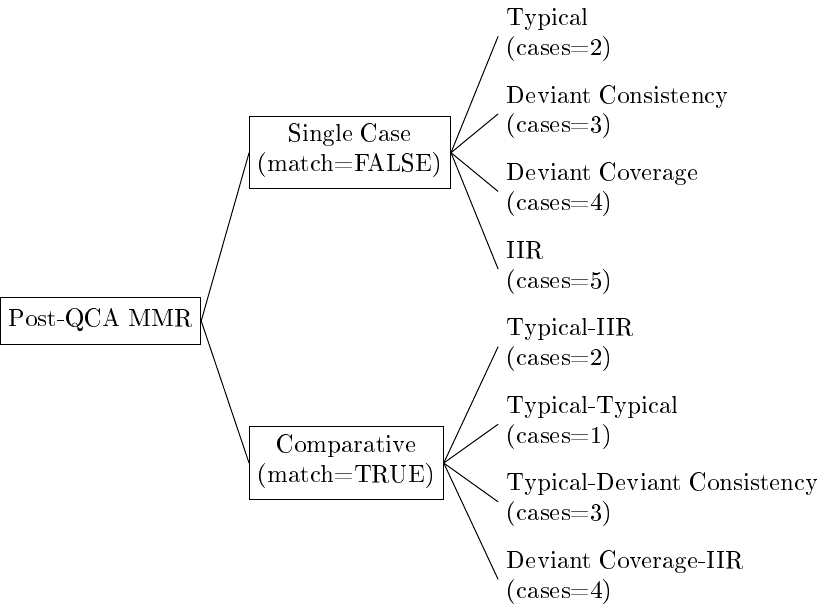 Typical
(cases=2)
Deviant Consistency
(cases=3)
Single Case
(match=FALSE)
Deviant Coverage
(cases=4)
IIR
(cases=5)
Post-QCA MMR
Typical-IIR
(cases=2)
Typical-Typical
(cases=1)
Comparative
(match=TRUE)
Typical-Deviant Consistency
(cases=3)
Deviant Coverage-IIR
(cases=4)